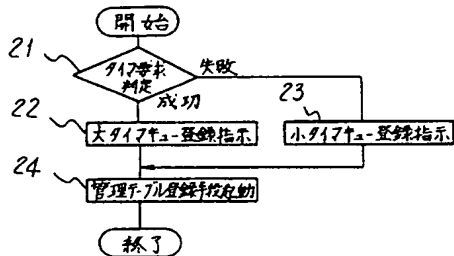 開始
21
タイマ要求
判定
失敗
成功
22
大タイマキュー登録指示
23
小タイマキュー登録指示
24
管理テーブル登録手段起動
終了